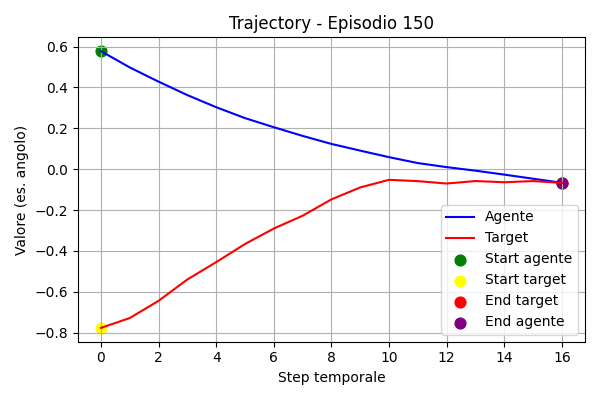 Trajectory - Episodio 150
Valore (es. angolo)
0.6
0.4
0.2
0.0
−0.2
−0.4
−0.6
−0.8
0 2 4 6 8 10 12 14 16
Step temporale
Agente
Target
Start agente
Start target
End target
End agente